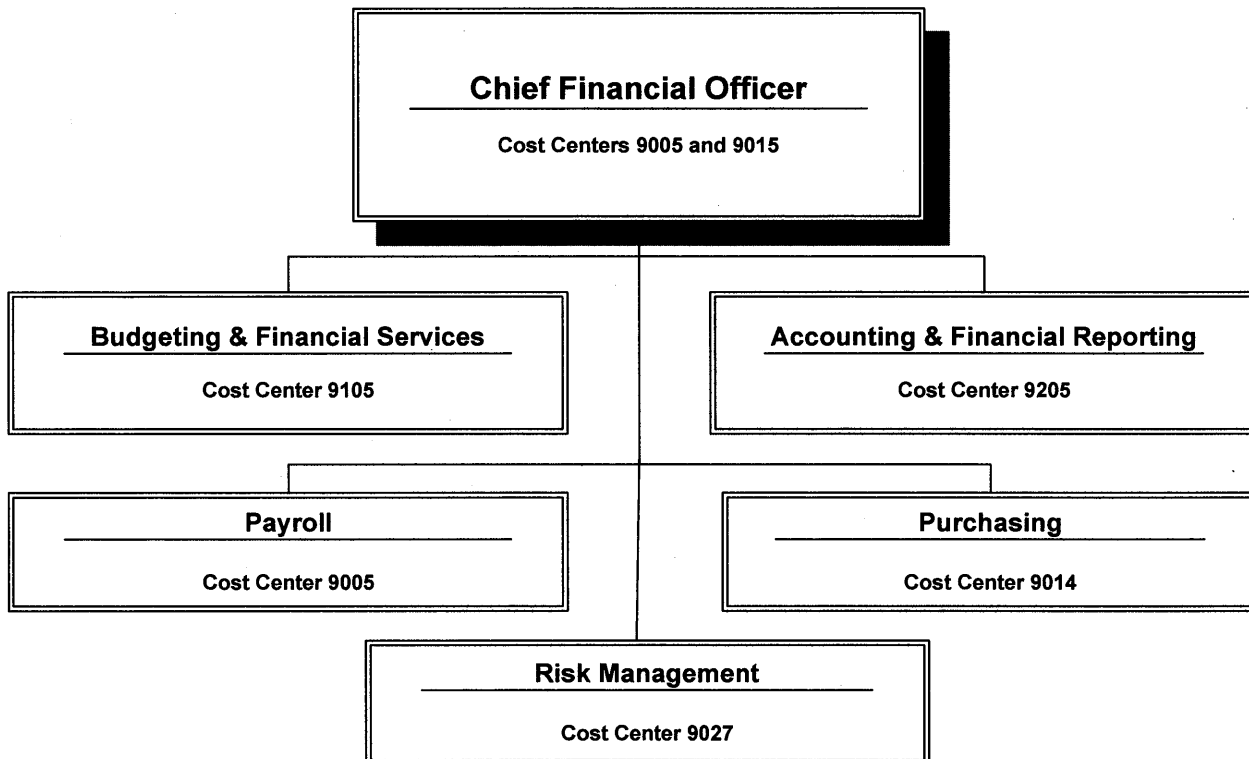 Chief Financial Officer
Cost Centers 9005 and 9015
Budgeting & Financial Services
Cost Center 9105
Accounting & Financial Reporting
Cost Center 9205
Payroll
Cost Center 9005
Purchasing
Cost Center 9014
Risk Management
Cost Center 9027